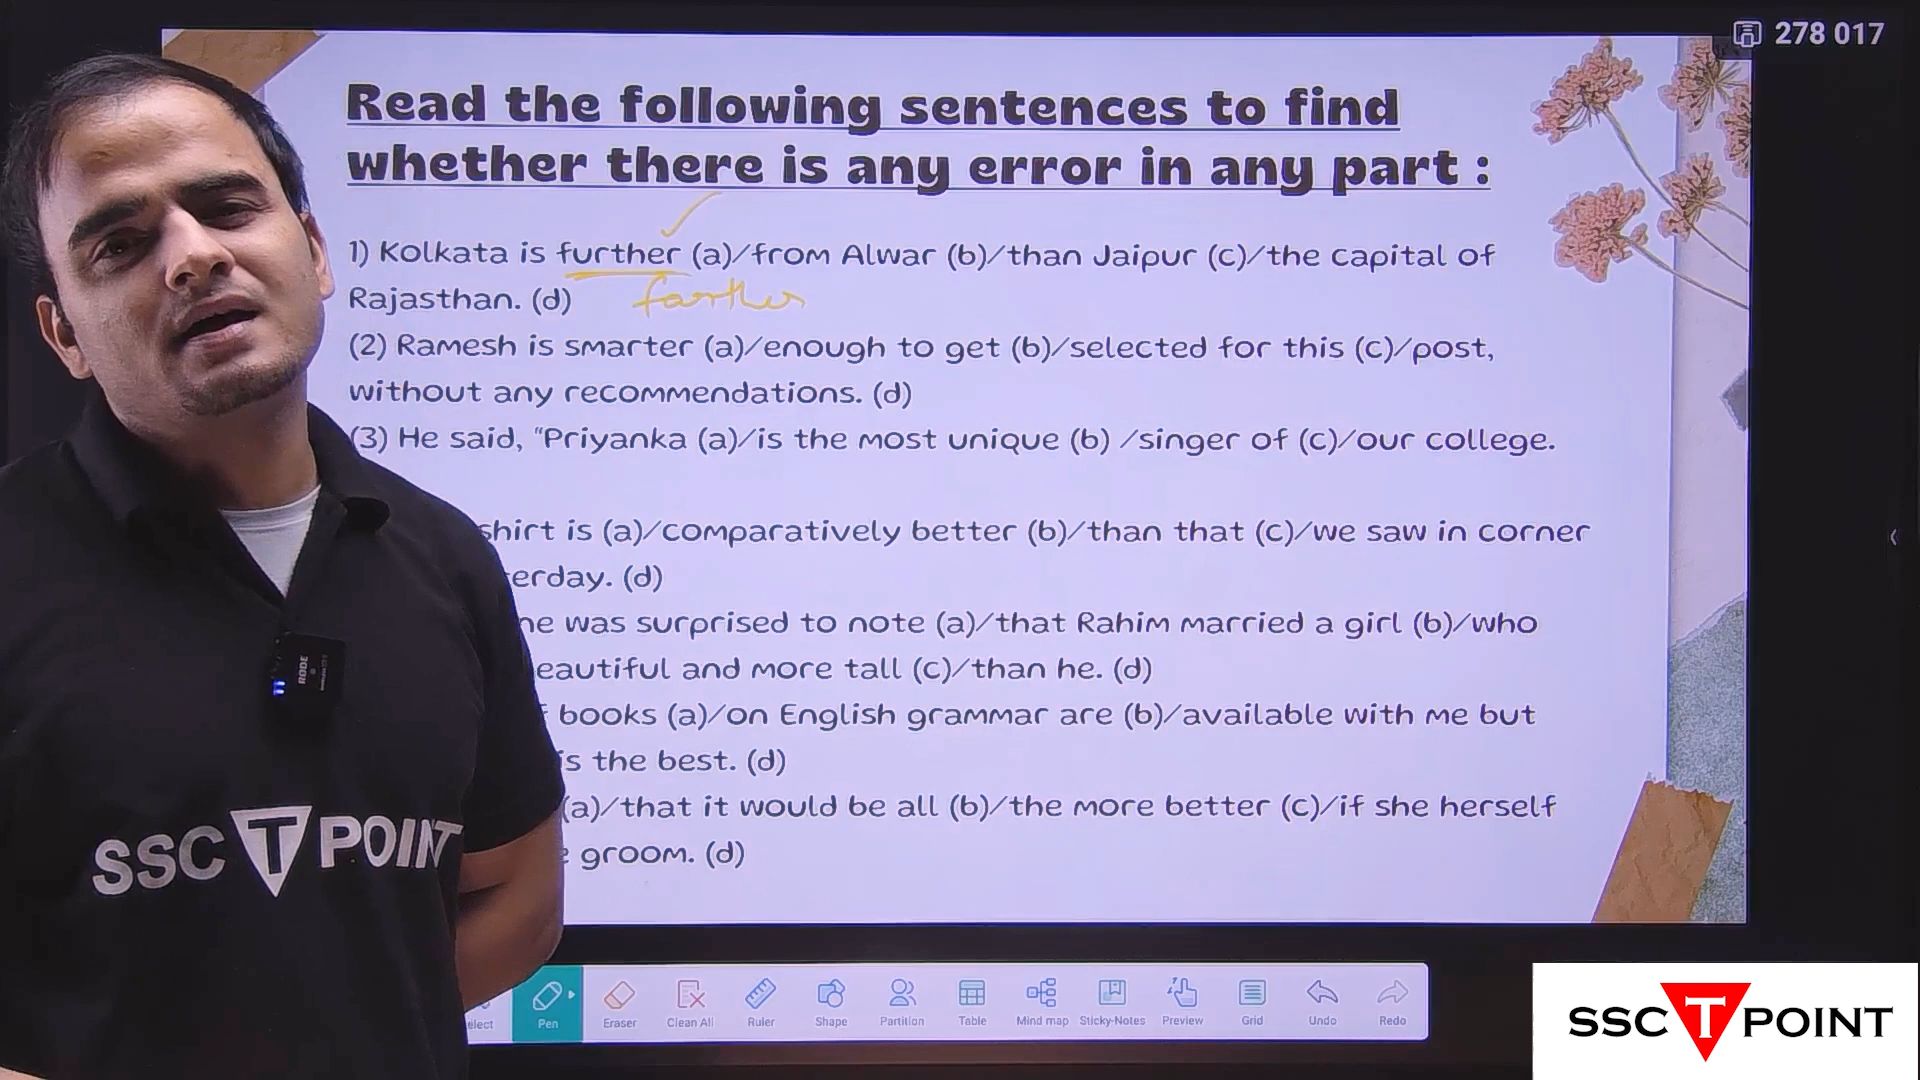 278 017
Read the following sentences to find
whether there is any error in any part :
1) Kolkata is further (a)/from Alwar (b)/than Jaipur (c)/the capital of
Rajasthan. (d) farther
(2) Ramesh is smarter (a)/enough to get (b)/selected for this (c)/post,
without any recommendations. (d)
(3) He said, "Priyanka (a)/is the most unique (b) /singer of (c)/our college.
shirt is (a)/comparatively better (b)/than that (c)/we saw in corner
erday. (d)
he was surprised to note (a)/that Rahim married a girl (b)/who
eautiful and more tall (c)/than he. (d)
books (a)/on English grammar are (b)/available with me but
is the best. (d)
(a)/that it would be all (b)/the more better (c)/if she herself
groom. (d)
RODE
SSC T POINT
elect Pen Eraser Clean All Ruler Shape Partition Table Mind map Sticky-Notes Preview Grid Undo Redo
SSC T POINT